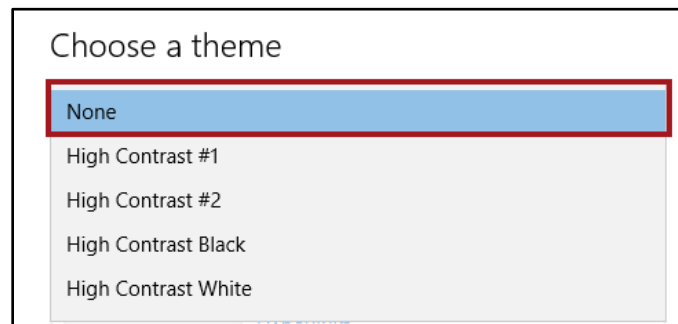 Choose a theme
None
High Contrast #1
High Contrast #2
High Contrast Black
High Contrast White